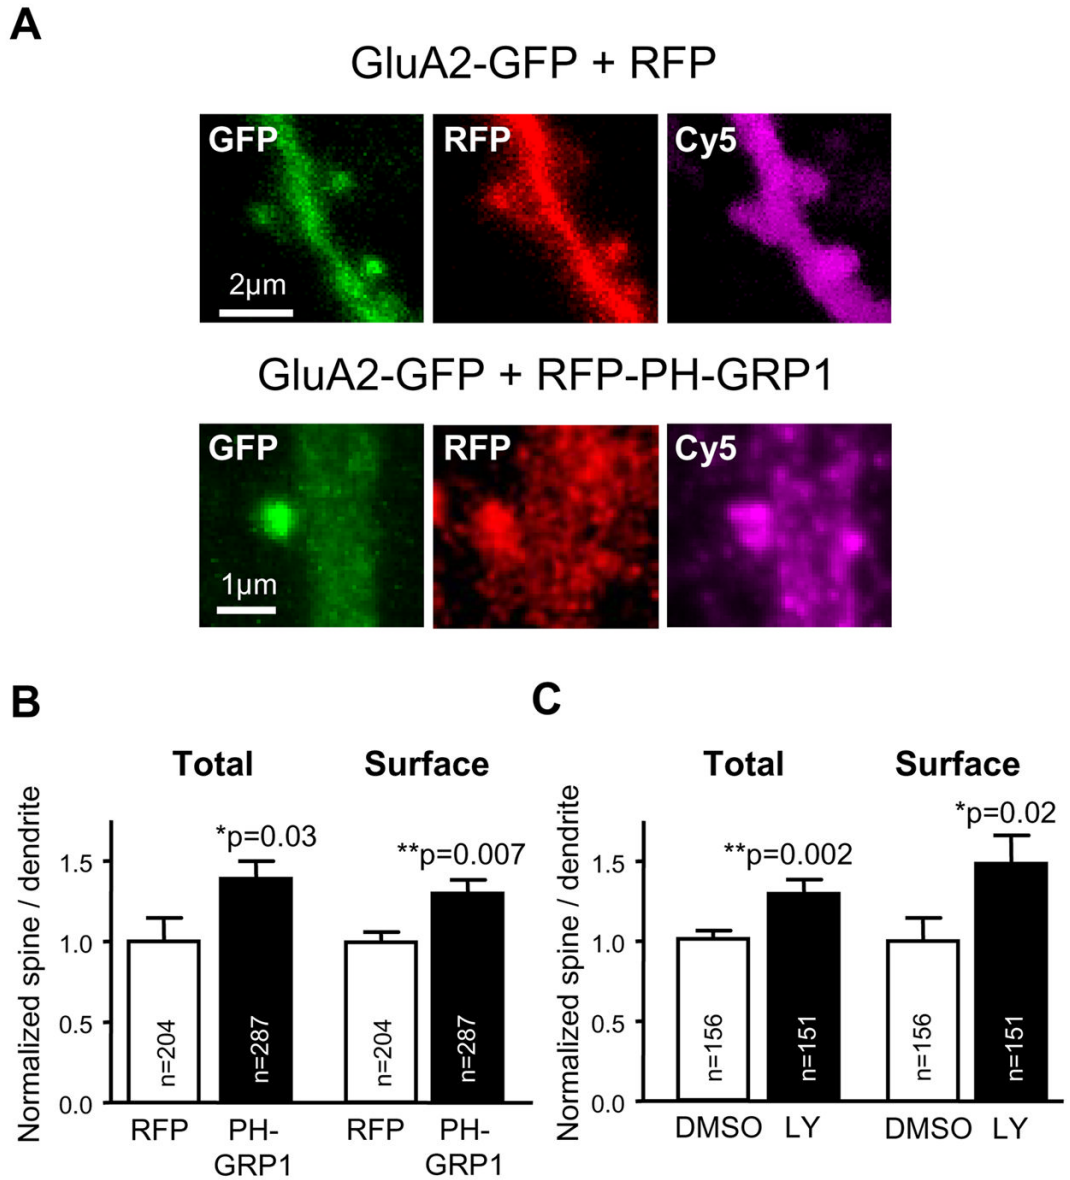 A
GluA2-GFP + RFP
GFP
RFP
Cy5
2μm
GluA2-GFP + RFP-PH-GRP1
GFP
RFP
Cy5
1μm
B
Total
Surface
Normalized spine / dendrite
*p=0.03
**p=0.007
1.5
1.0
0.5
0.0
n=204
n=287
n=204
n=287
RFP
PH-
GRP1
RFP
PH-
GRP1
C
Total
Surface
Normalized spine / dendrite
**p=0.002
*p=0.02
1.5
1.0
0.5
0.0
n=156
n=151
n=156
n=151
DMSO
LY
DMSO
LY